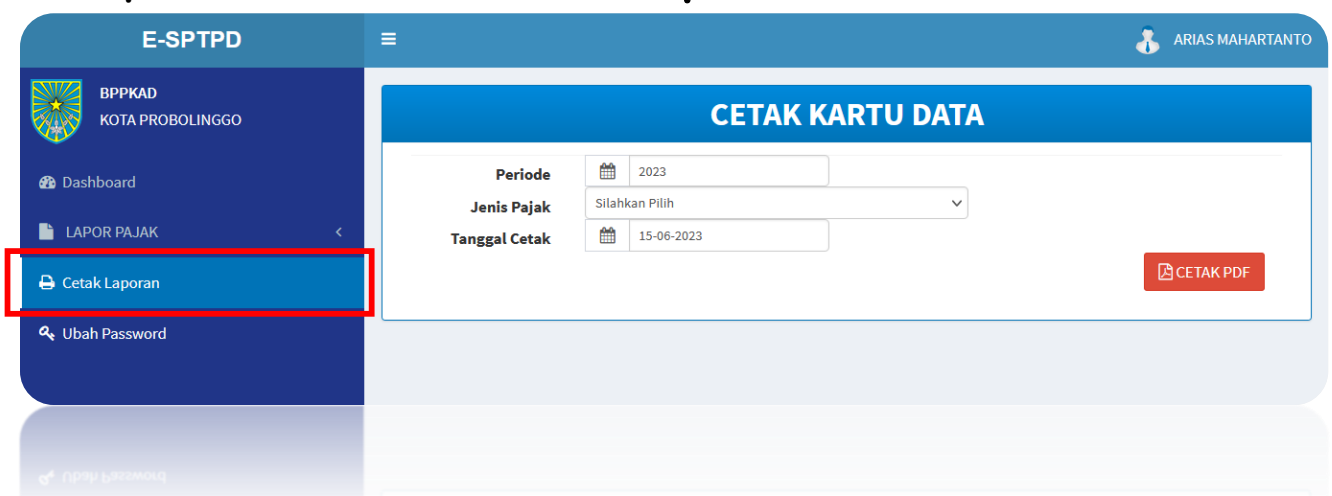 E-SPTPD
ARIAS MAHARTANTO
BPPKAD
KOTA PROBOLINGGO
Dashboard
LAPOR PAJAK
Cetak Laporan
Ubah Password
CETAK KARTU DATA
Periode 2023
Jenis Pajak Silahkan Pilih
Tanggal Cetak 15-06-2023
CETAK PDF